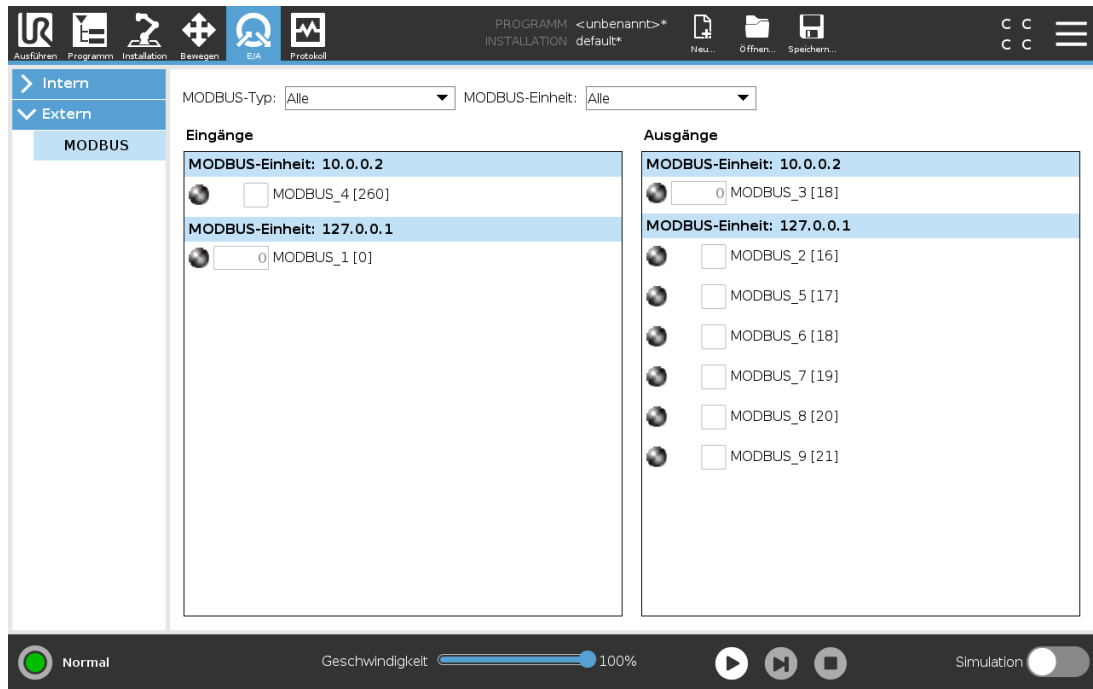 PROGRAMM <unbenannt>*
INSTALLATION default*
UR
Ausführen Programm Installation Bewegen E/A Protokoll
Neu... Öffnen... Speichern...
C C
C C
Intern
Extern
MODBUS
MODBUS-Typ: Alle MODBUS-Einheit: Alle
Eingänge
MODBUS-Einheit: 10.0.0.2
MODBUS_4 [260]
MODBUS-Einheit: 127.0.0.1
0 MODBUS_1 [0]
Ausgänge
MODBUS-Einheit: 10.0.0.2
0 MODBUS_3 [18]
MODBUS-Einheit: 127.0.0.1
MODBUS_2 [16]
MODBUS_5 [17]
MODBUS_6 [18]
MODBUS_7 [19]
MODBUS_8 [20]
MODBUS_9 [21]
Normal
Geschwindigkeit 100%
Simulation